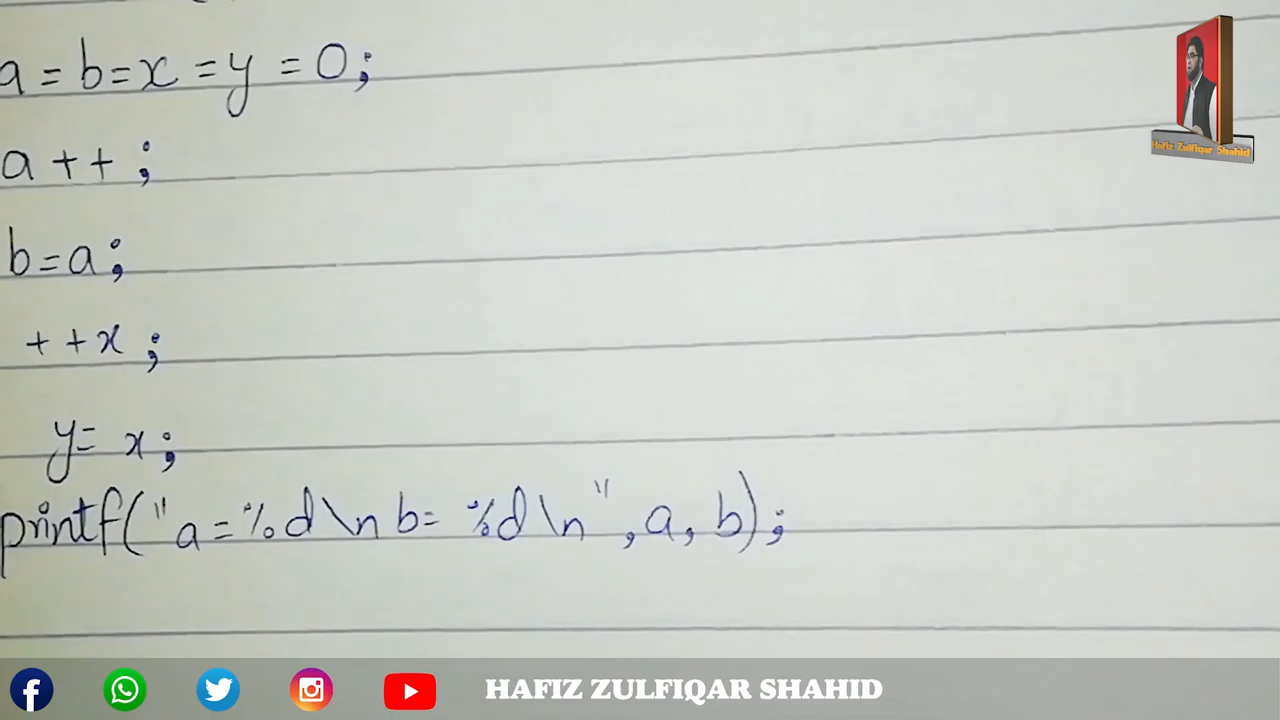 a = b = x = y = 0;
a ++ ;
b = a;
++x ;
y = x;
printf("a = %d\n b = %d\n", a, b);
Hafiz Zulfiqar Shahid
HAFIZ ZULFIQAR SHAHID